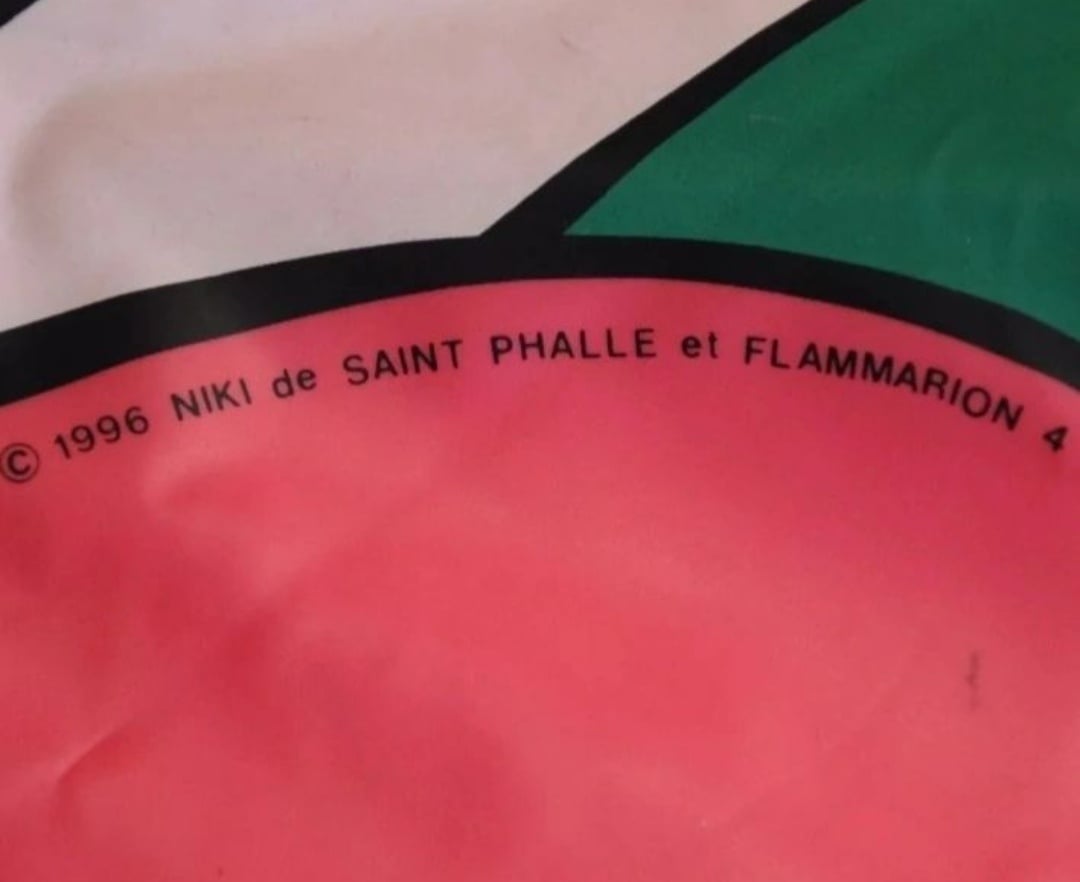 © 1996 NIKI de SAINT PHALLE et FLAMMARION 4